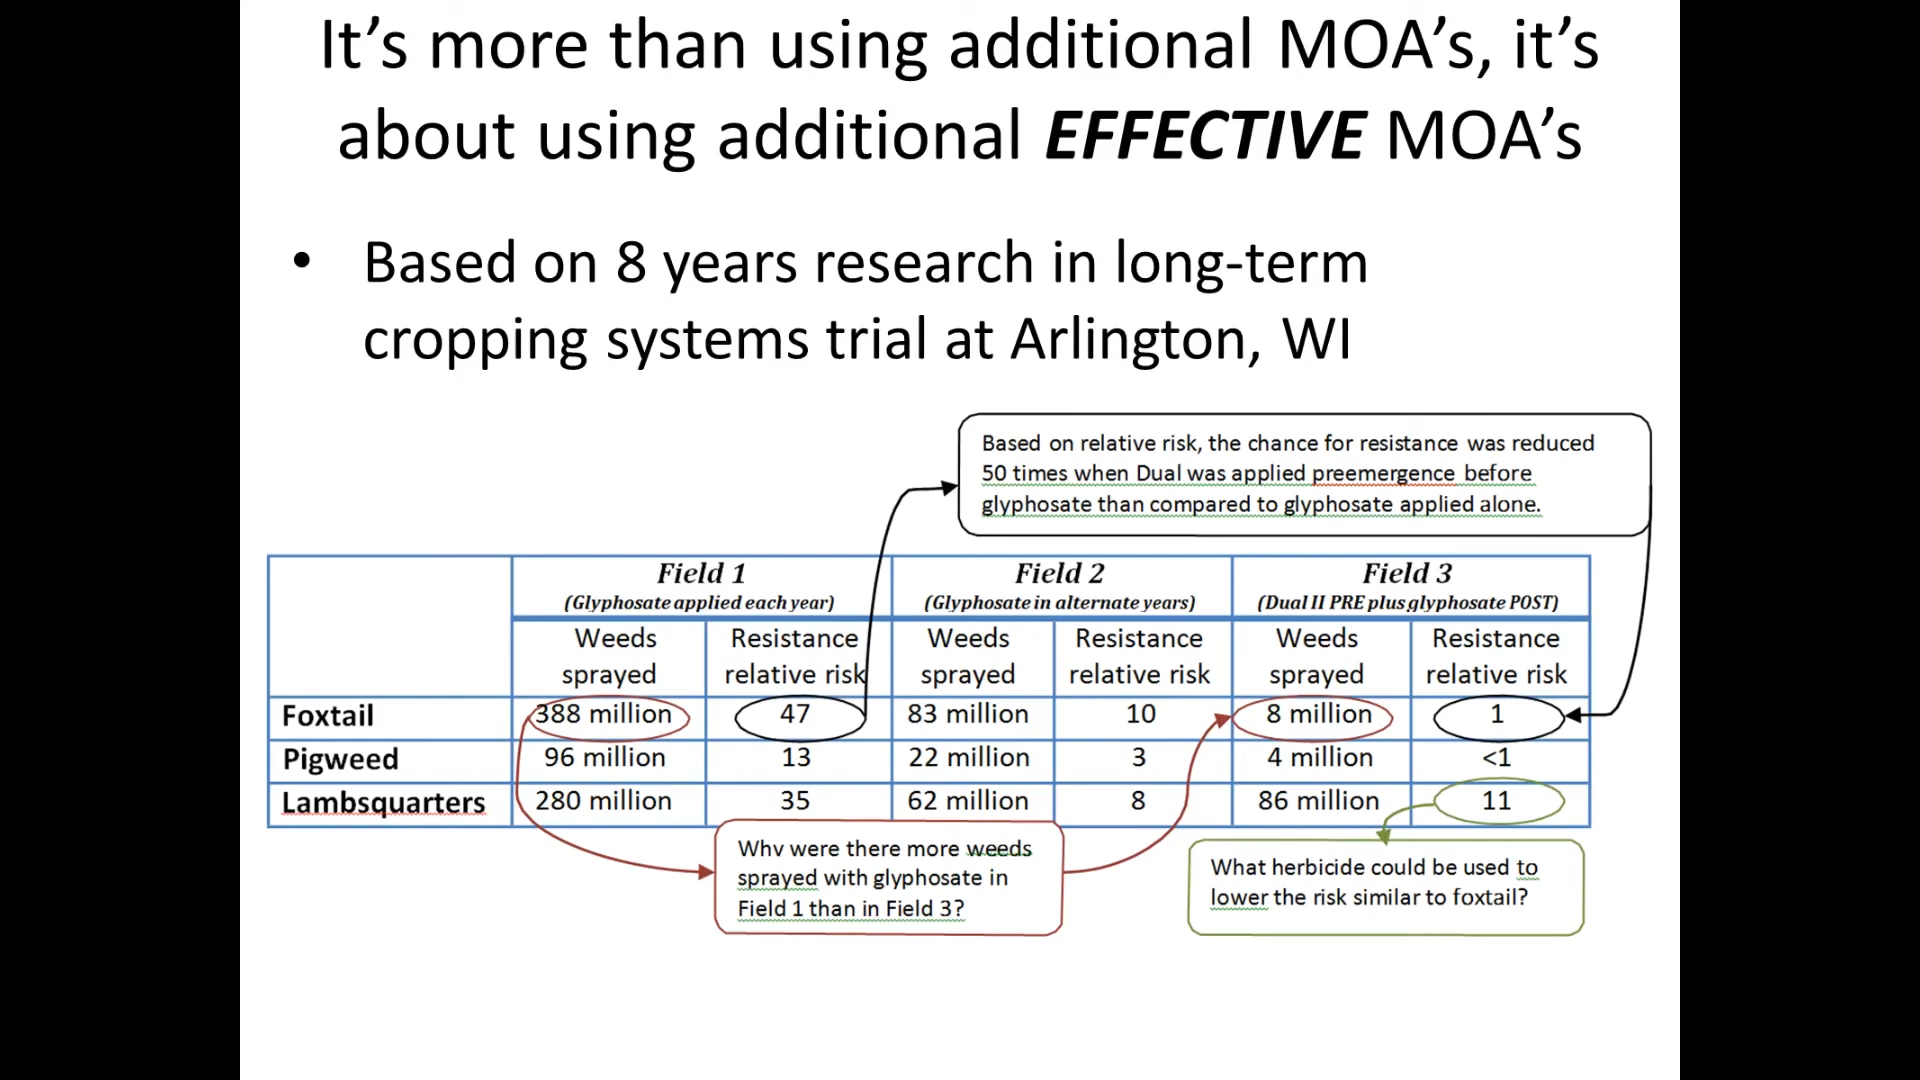 It’s more than using additional MOA’s, it’s
about using additional EFFECTIVE MOA’s
• Based on 8 years research in long-term
cropping systems trial at Arlington, WI
Based on relative risk, the chance for resistance was reduced
50 times when Dual was applied preemergence before
glyphosate than compared to glyphosate applied alone.
Field 1 Field 2 Field 3
(Glyphosate applied each year) (Glyphosate in alternate years) (Dual II PRE plus glyphosate POST)
Weeds Resistance Weeds Resistance Weeds Resistance
sprayed relative risk sprayed relative risk sprayed relative risk
Foxtail 388 million 47 83 million 10 8 million 1
Pigweed 96 million 13 22 million 3 4 million <1
Lambsquarters 280 million 35 62 million 8 86 million 11
Why were there more weeds
sprayed with glyphosate in
Field 1 than in Field 3?
What herbicide could be used to
lower the risk similar to foxtail?